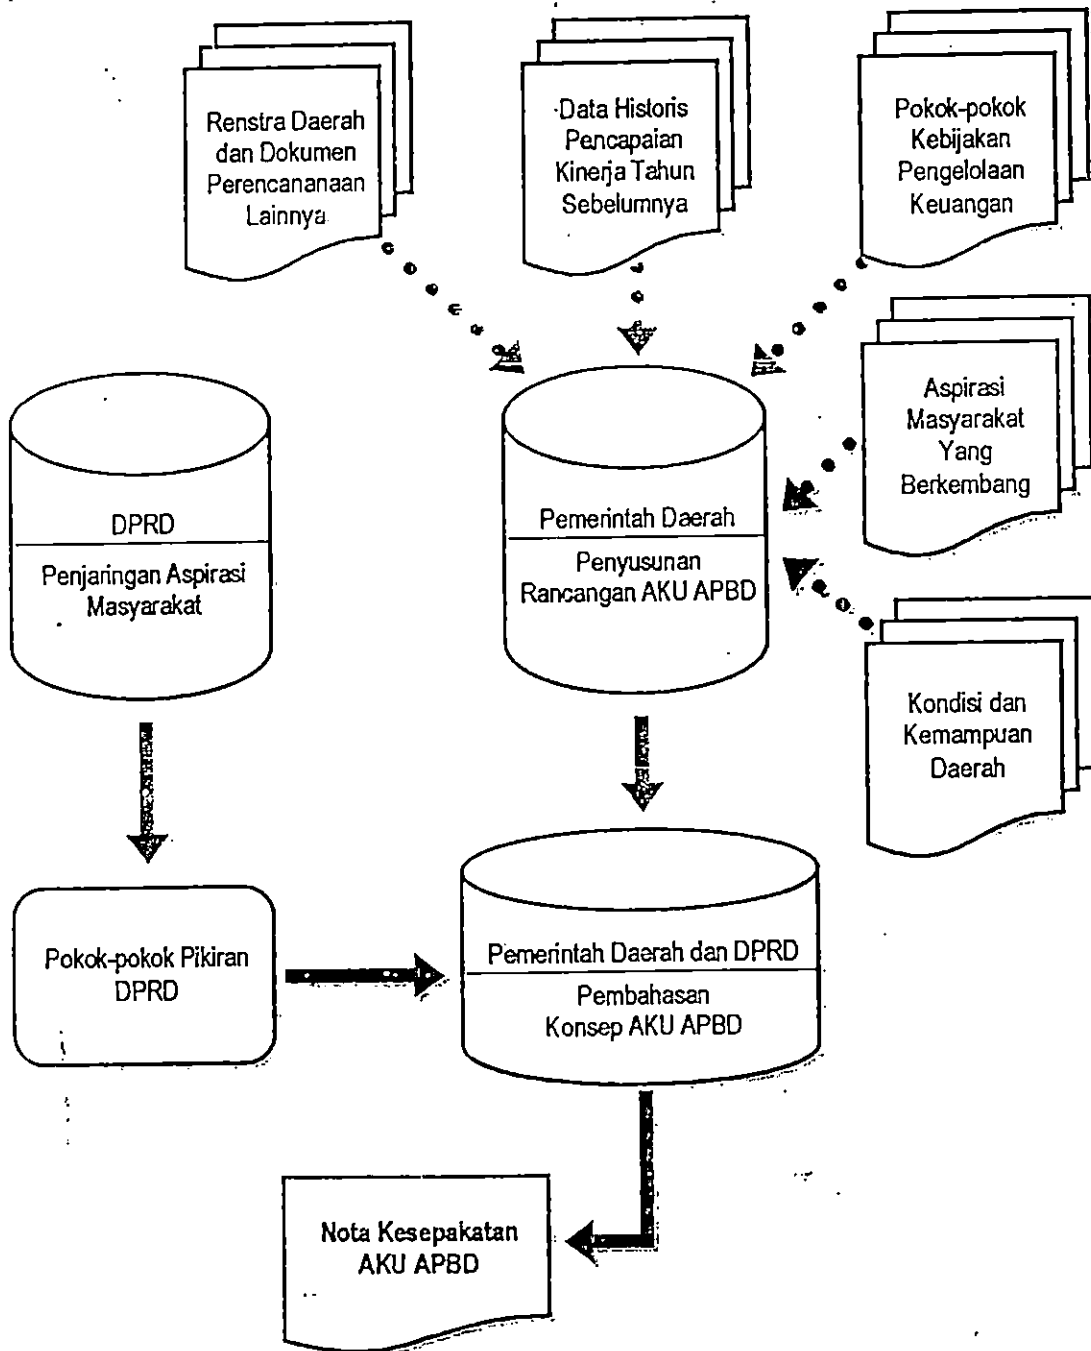 Renstra Daerah
dan Dokumen
Perencananaan
Lainnya
Data Historis
Pencapaian
Kinerja Tahun
Sebelumnya
Pokok-pokok
Kebijakan
Pengelolaan
Keuangan
Aspirasi
Masyarakat
Yang
Berkembang
DPRD
Penjaringan Aspirasi
Masyarakat
Pemerintah Daerah
Penyusunan
Rancangan AKU APBD
Kondisi dan
Kemampuan
Daerah
Pokok-pokok Pikiran
DPRD
Pemerintah Daerah dan DPRD
Pembahasan
Konsep AKU APBD
Nota Kesepakatan
AKU APBD